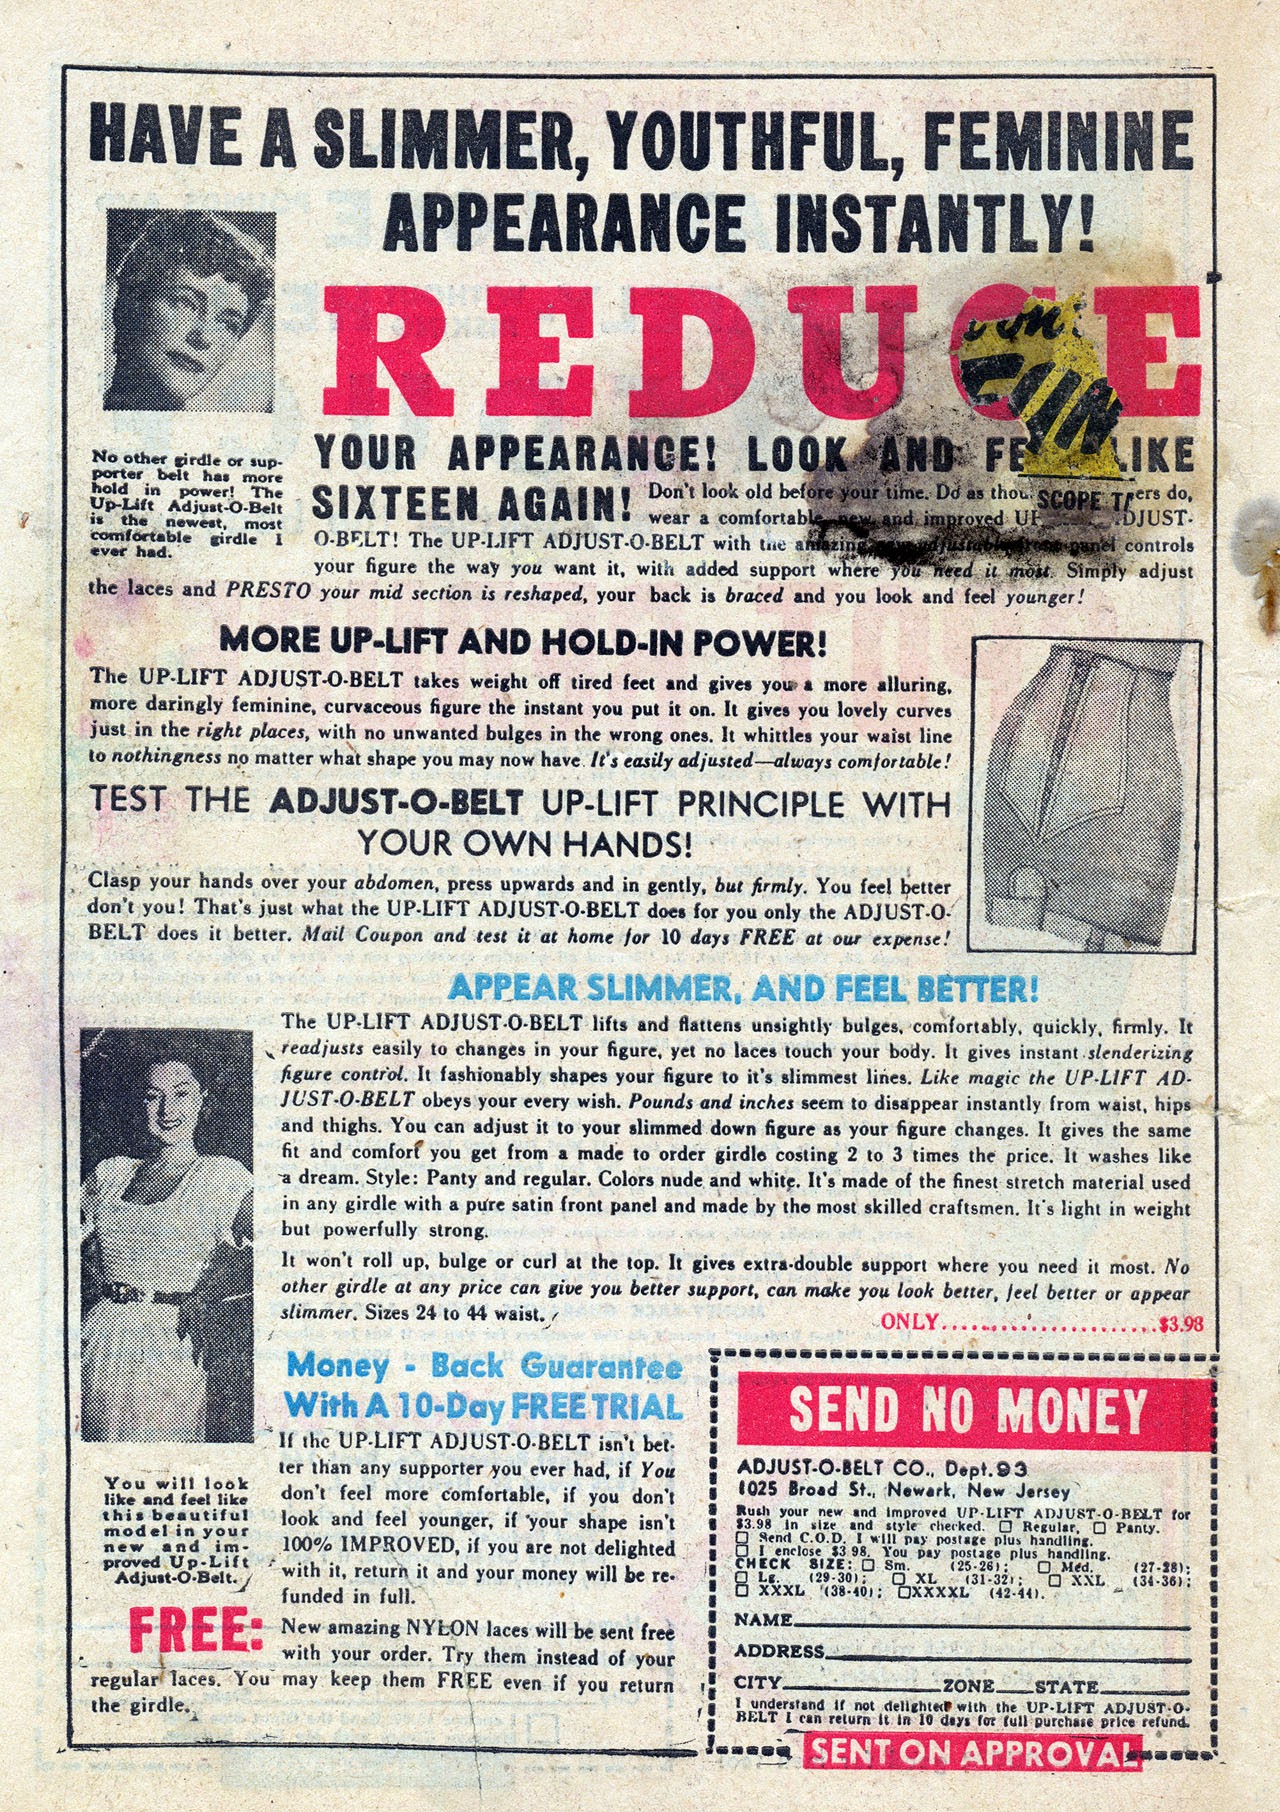 HAVE A SLIMMER, YOUTHFUL, FEMININE
APPEARANCE INSTANTLY!
REDUCE
YOUR APPEARANCE! LOOK AND FE LIKE
SIXTEEN AGAIN!
Don't look old before your time. Do as ers do,
wear a comfortable, new and improved UP DJUST-
O-BELT! The UP-LIFT ADJUST-O-BELT with the amazing new adjustable front panel controls
your figure the way you want it, with added support where you need it most. Simply adjust
the laces and PRESTO your mid section is reshaped, your back is braced and you look and feel younger!
SCOPE
No other girdle or sup-
porter belt has more
hold in power! The
Up-Lift Adjust-O-Belt
is the newest, most
comfortable girdle I
ever had.
MORE UP-LIFT AND HOLD-IN POWER!
The UP-LIFT ADJUST-O-BELT takes weight off tired feet and gives you a more alluring,
more daringly feminine, curvaceous figure the instant you put it on. It gives you lovely curves
just in the right places, with no unwanted bulges in the wrong ones. It whittles your waist line
to nothingness no matter what shape you may now have. It's easily adjusted—always comfortable!
TEST THE ADJUST-O-BELT UP-LIFT PRINCIPLE WITH
YOUR OWN HANDS!
Clasp your hands over your abdomen, press upwards and in gently, but firmly. You feel better
don't you! That's just what the UP-LIFT ADJUST-O-BELT does for you only the ADJUST-O-
BELT does it better. Mail Coupon and test it at home for 10 days FREE at our expense!
APPEAR SLIMMER, AND FEEL BETTER!
The UP-LIFT ADJUST-O-BELT lifts and flattens unsightly bulges, comfortably, quickly, firmly. It
readjusts easily to changes in your figure, yet no laces touch your body. It gives instant slenderizing
figure control. It fashionably shapes your figure to it's slimmest lines. Like magic the UP-LIFT AD-
JUST-O-BELT obeys your every wish. Pounds and inches seem to disappear instantly from waist, hips
and thighs. You can adjust it to your slimmed down figure as your figure changes. It gives the same
fit and comfort you get from a made to order girdle costing 2 to 3 times the price. It washes like
a dream. Style: Panty and regular. Colors nude and white. It's made of the finest stretch material used
in any girdle with a pure satin front panel and made by the most skilled craftsmen. It's light in weight
but powerfully strong.
It won't roll up, bulge or curl at the top. It gives extra-double support where you need it most. No
other girdle at any price can give you better support, can make you look better, feel better or appear
slimmer. Sizes 24 to 44 waist.
ONLY.......................$3.98
You will look
like and feel like
this beautiful
model in your
new and im-
proved Up-Lift
Adjust-O-Belt.
Money - Back Guarantee
With A 10-Day FREE TRIAL
If the UP-LIFT ADJUST-O-BELT isn't bet-
ter than any supporter you ever had, if You
don't feel more comfortable, if you don't
look and feel younger, if your shape isn't
100% IMPROVED, if you are not delighted
with it, return it and your money will be re-
funded in full.
FREE: New amazing NYLON laces will be sent free
with your order. Try them instead of your
regular laces. You may keep them FREE even if you return
the girdle.
SEND NO MONEY
ADJUST-O-BELT CO., Dept. 93
1025 Broad St., Newark, New Jersey
Rush your new and improved UP-LIFT ADJUST-O-BELT for
$3.98 in size and style checked. ☐ Regular, ☐ Panty.
☐ Send C.O.D. I will pay postage plus handling.
☐ I enclose $3.98. You pay postage plus handling.
CHECK SIZE: ☐ Sm. (25-26); ☐ Med. (27-28);
☐ Lg. (29-30); ☐ XL (31-32); ☐ XXL (34-36);
☐ XXXL (38-40); ☐ XXXXL (42-44).
NAME
ADDRESS
CITY ZONE STATE
I understand if not delighted with the UP-LIFT ADJUST-O-
BELT I can return it in 10 days for full purchase price refund.
SENT ON APPROVAL